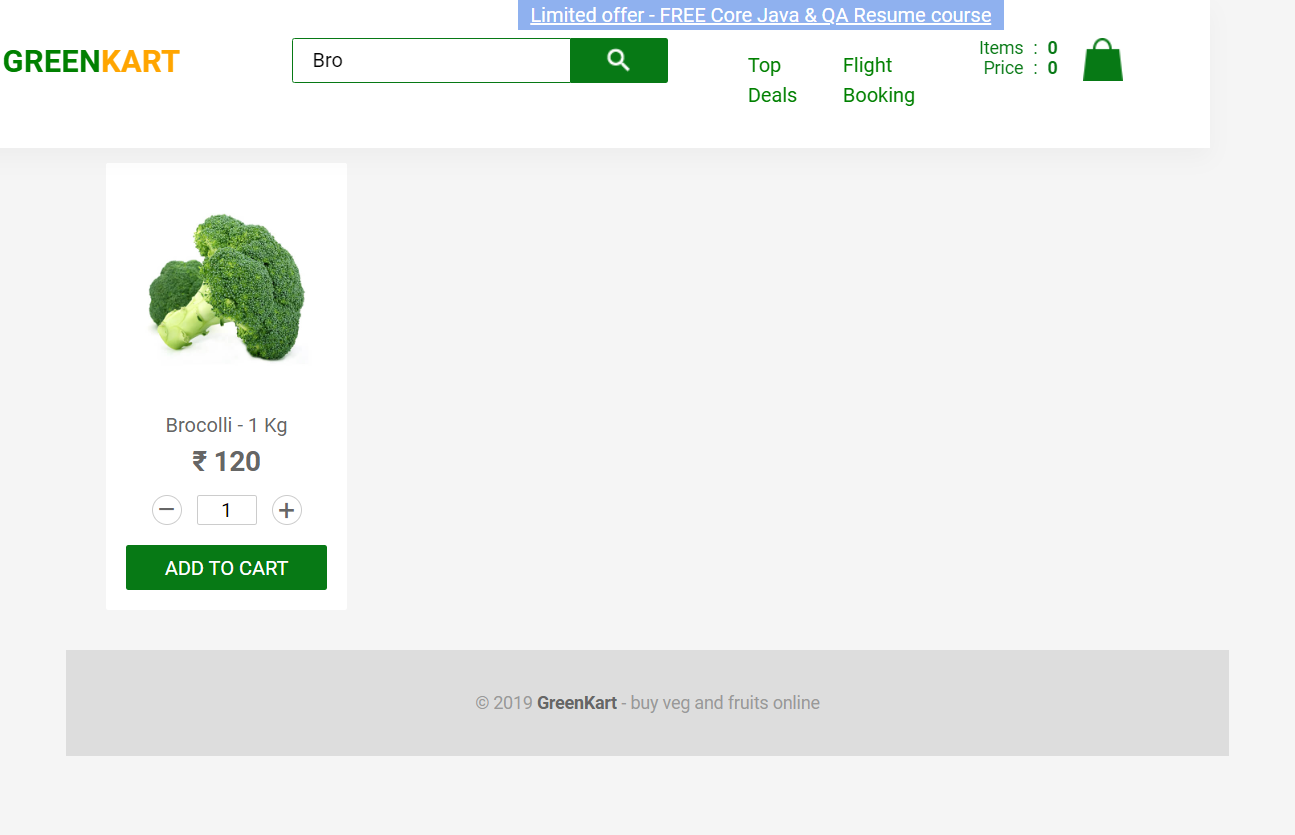 Limited offer - FREE Core Java & QA Resume course
GREENKART
Bro
Top
Deals
Flight
Booking
Items : 0
Price : 0
Brocolli - 1 Kg
₹ 120
− 1 +
ADD TO CART
© 2019 GreenKart - buy veg and fruits online